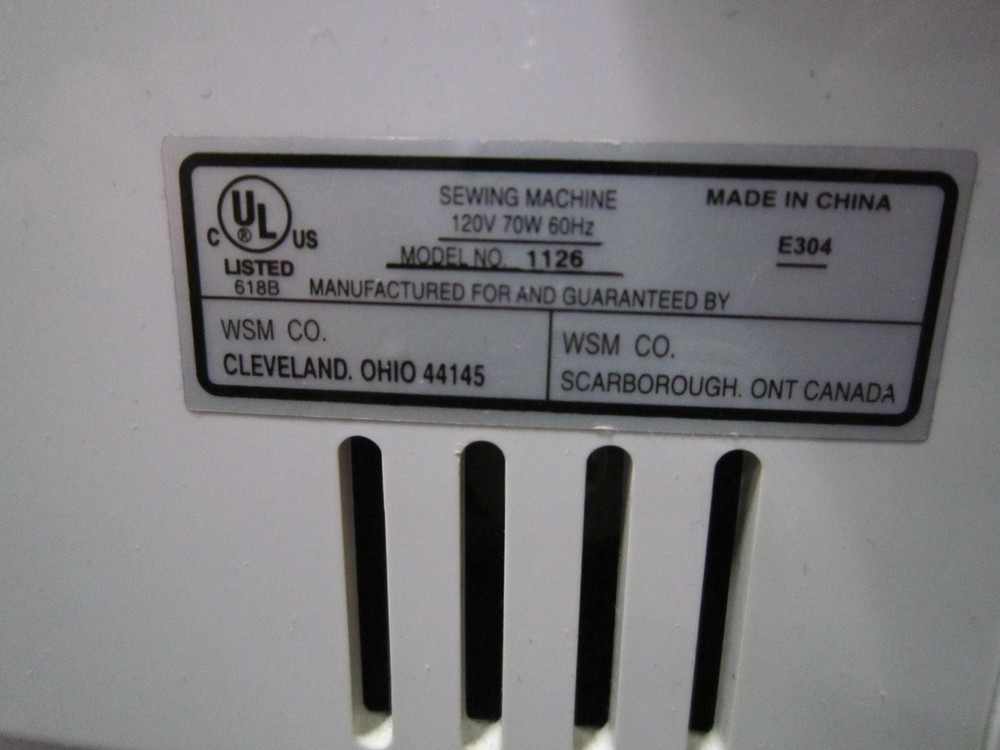 UL ®
C US
LISTED
618B
SEWING MACHINE
120V 70W 60Hz
MODEL NO. 1126
MADE IN CHINA
E304
MANUFACTURED FOR AND GUARANTEED BY
WSM CO.
CLEVELAND. OHIO 44145
WSM CO.
SCARBOROUGH. ONT CANADA